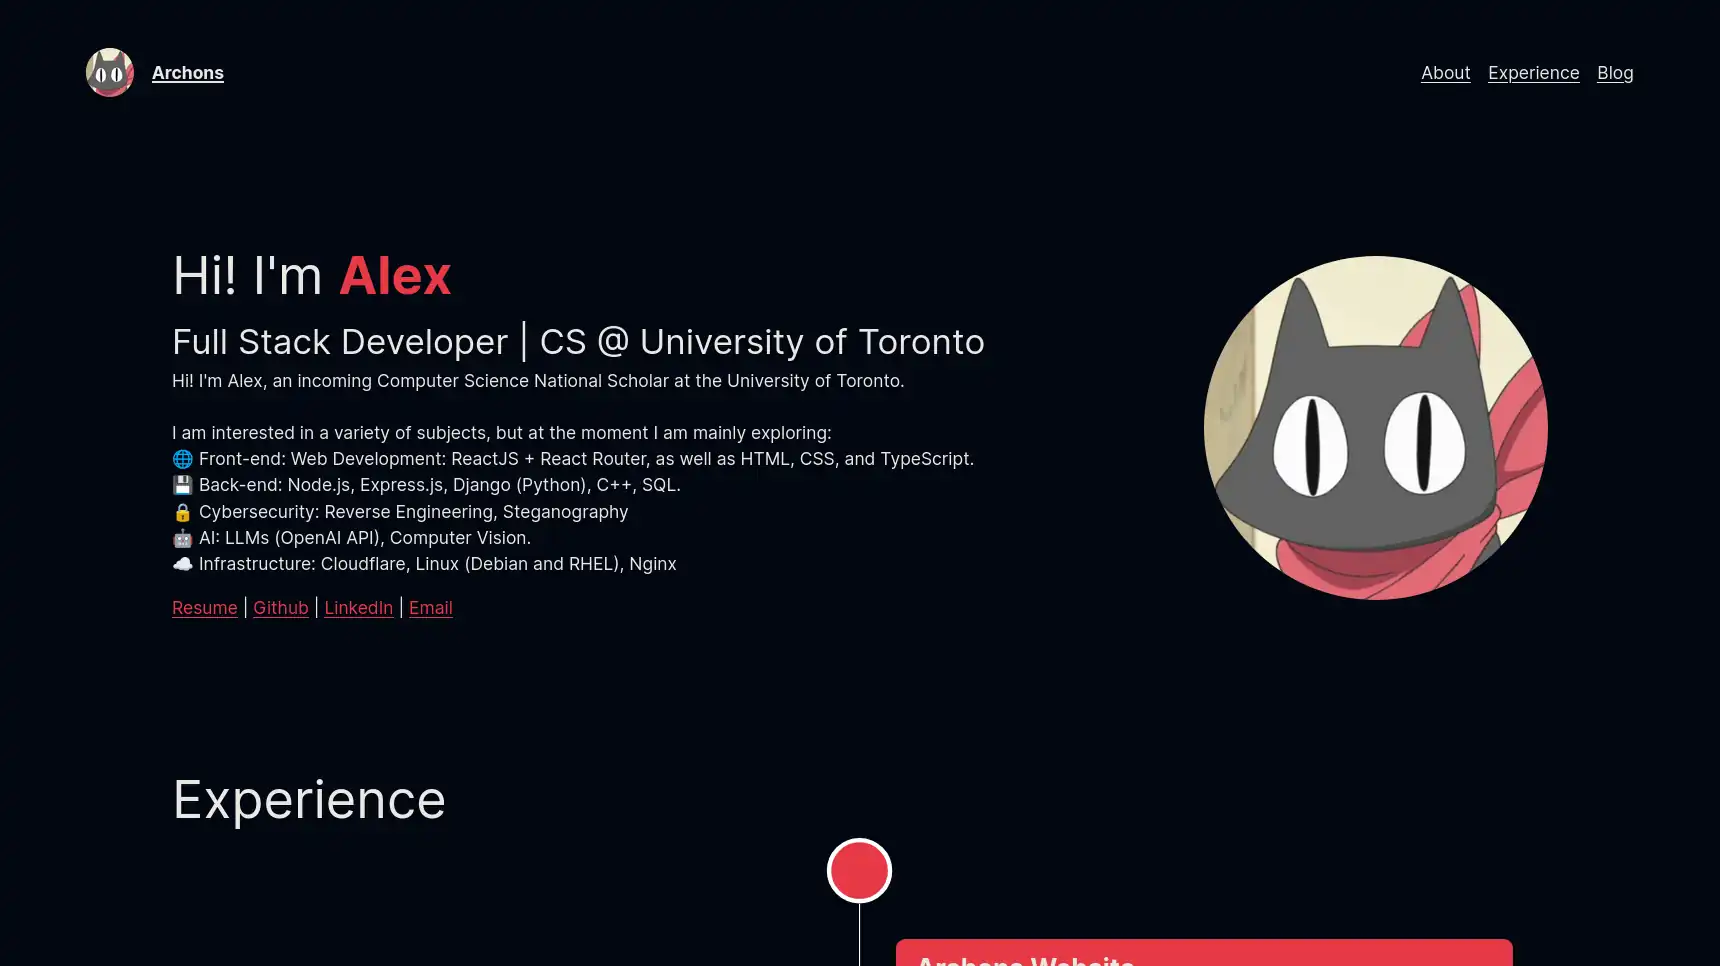 Archons
About Experience Blog
Hi! I'm Alex
Full Stack Developer | CS @ University of Toronto
Hi! I'm Alex, an incoming Computer Science National Scholar at the University of Toronto.
I am interested in a variety of subjects, but at the moment I am mainly exploring:
🌐 Front-end: Web Development: ReactJS + React Router, as well as HTML, CSS, and TypeScript.
💾 Back-end: Node.js, Express.js, Django (Python), C++, SQL.
🔒 Cybersecurity: Reverse Engineering, Steganography
🤖 AI: LLMs (OpenAI API), Computer Vision.
☁️ Infrastructure: Cloudflare, Linux (Debian and RHEL), Nginx
Resume | Github | LinkedIn | Email
Experience
Archons Website